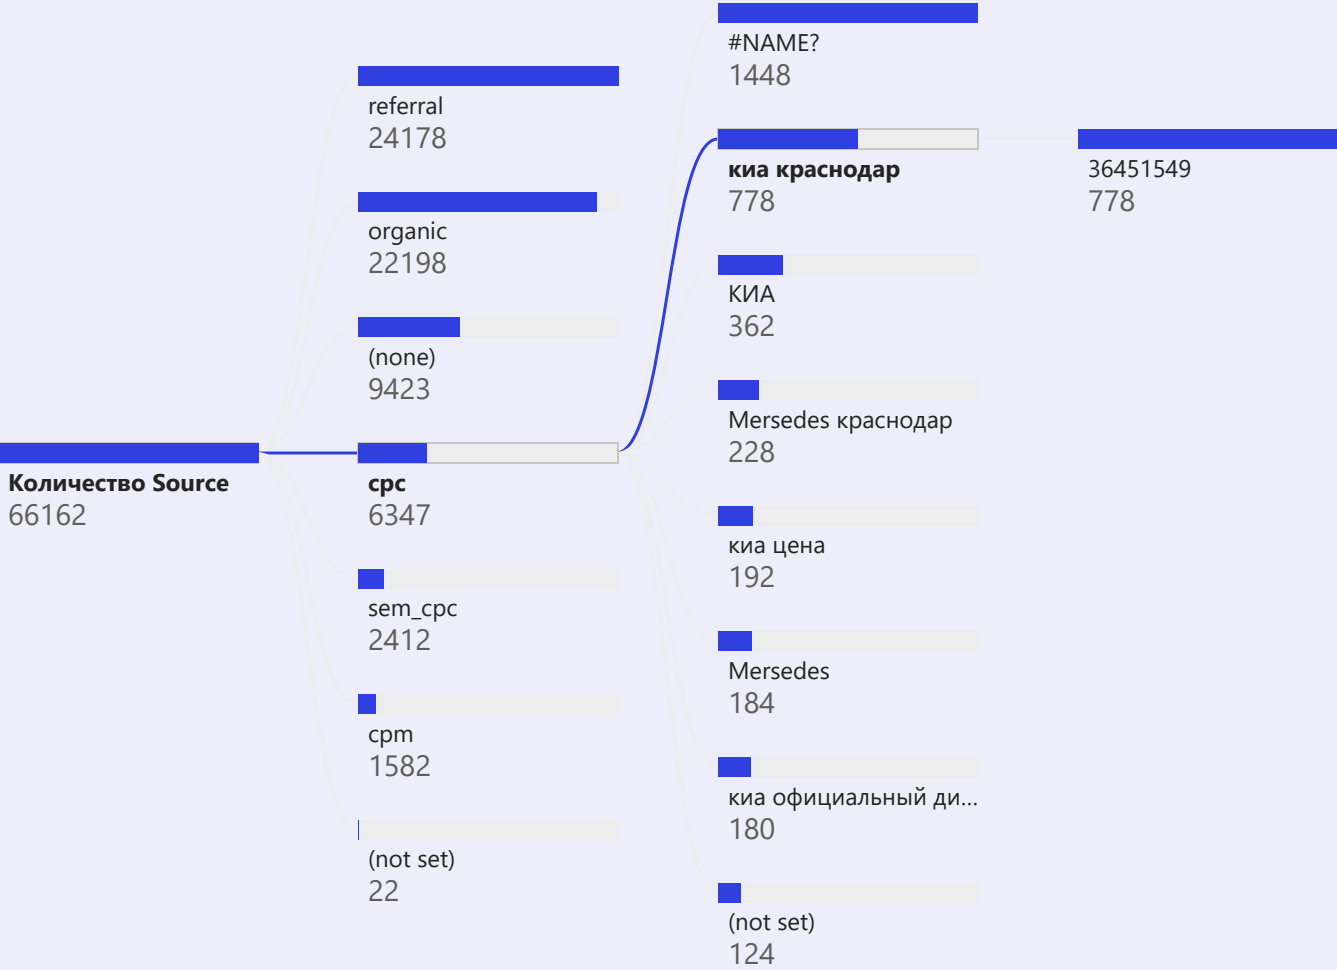 Количество Source
66162
referral
24178
organic
22198
(none)
9423
cpc
6347
sem_cpc
2412
cpm
1582
(not set)
22
#NAME?
1448
киа краснодар
778
КИА
362
Mersedes краснодар
228
киа цена
192
Mersedes
184
киа официальный ди...
180
(not set)
124
36451549
778